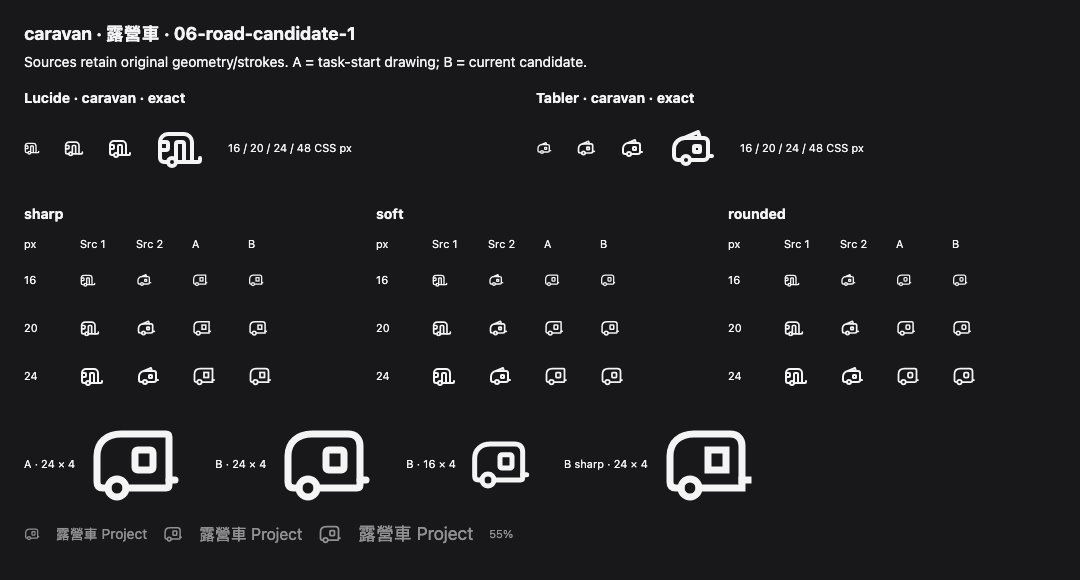 caravan · 露營車 · 06-road-candidate-1
Sources retain original geometry/strokes. A = task-start drawing; B = current candidate.
Lucide · caravan · exact
Tabler · caravan · exact
16 / 20 / 24 / 48 CSS px
16 / 20 / 24 / 48 CSS px
sharp
soft
rounded
px Src 1 Src 2 A B
px Src 1 Src 2 A B
px Src 1 Src 2 A B
16
16
16
20
20
20
24
24
24
A · 24 × 4
B · 24 × 4
B · 16 × 4
B sharp · 24 × 4
露營車 Project
露營車 Project
露營車 Project
55%